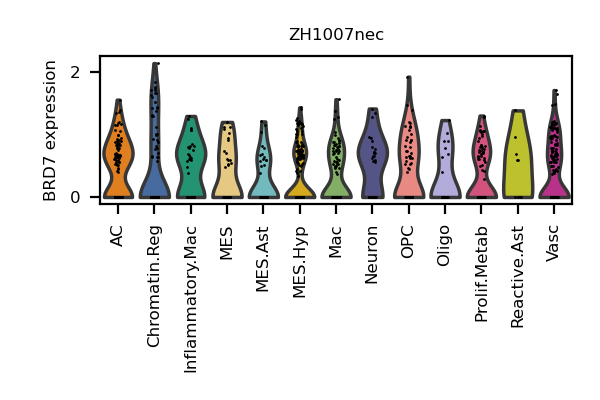 ZH1007nec
BRD7 expression
2
0
AC
Chromatin.Reg
Inflammatory.Mac
MES
MES.Ast
MES.Hyp
Mac
Neuron
OPC
Oligo
Prolif.Metab
Reactive.Ast
Vasc